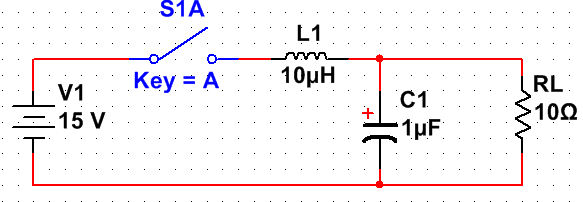 S1A
Key = A
L1
10µH
V1
15 V
C1
1µF
RL
10Ω